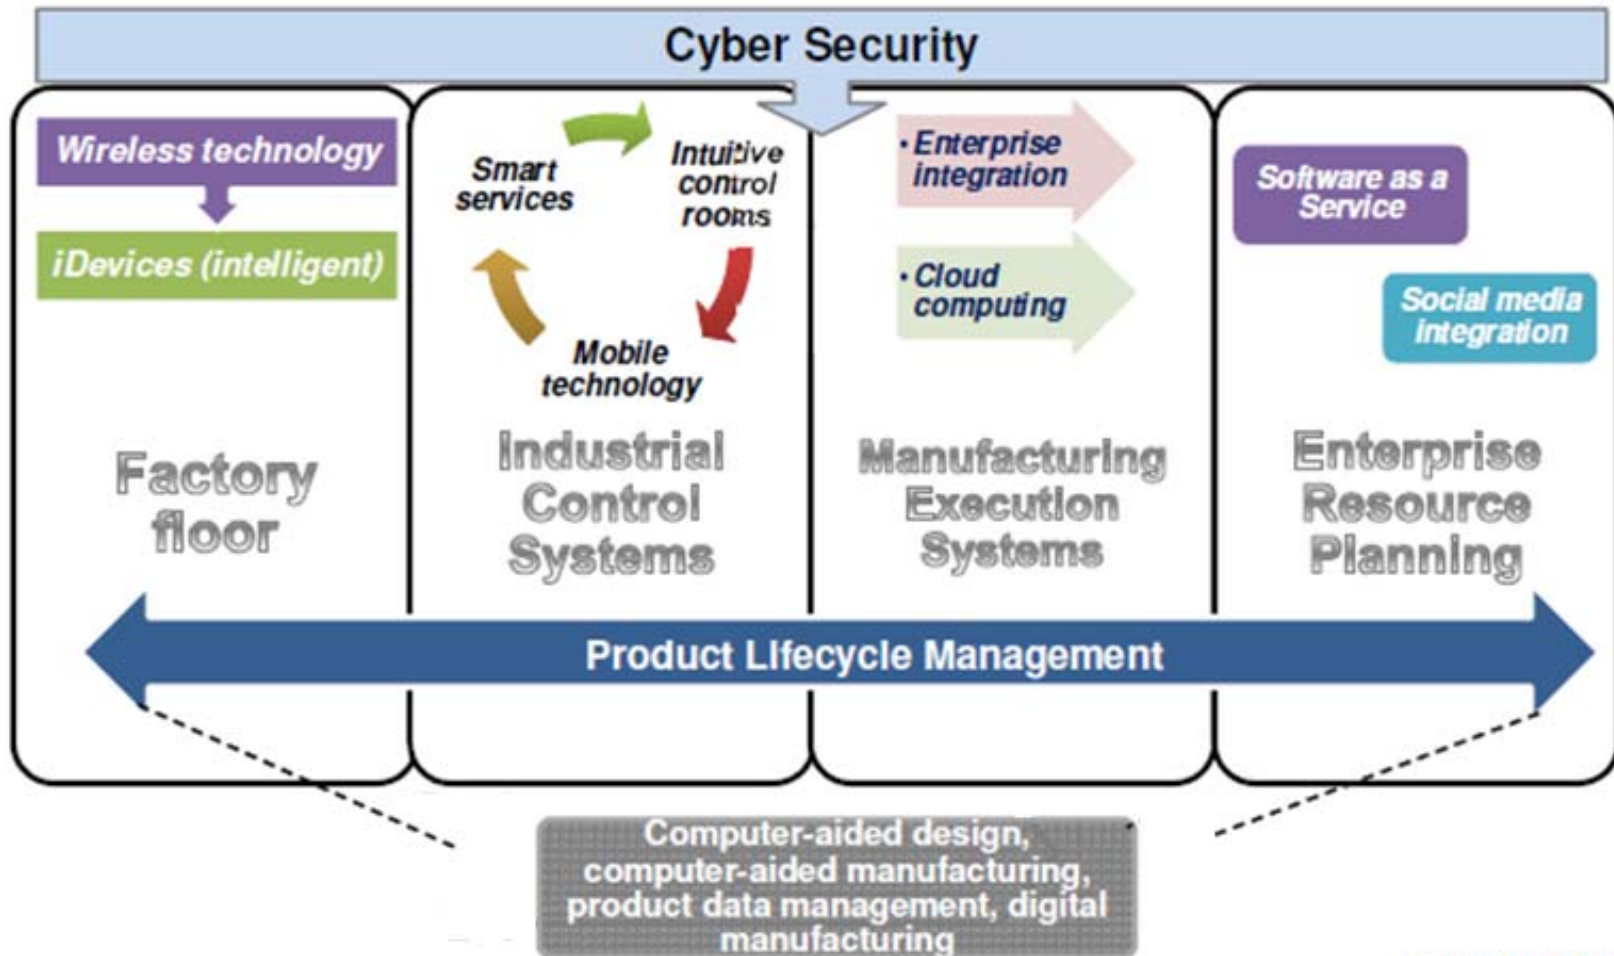 Cyber Security
Wireless technology
iDevices (intelligent)
Smart
services
Intuitive
control
rooms
Mobile
technology
• Enterprise
integration
• Cloud
computing
Software as a
Service
Social media
integration
Factory
floor
Industrial
Control
Systems
Manufacturing
Execution
Systems
Enterprise
Resource
Planning
Product Lifecycle Management
Computer-aided design,
computer-aided manufacturing,
product data management, digital
manufacturing